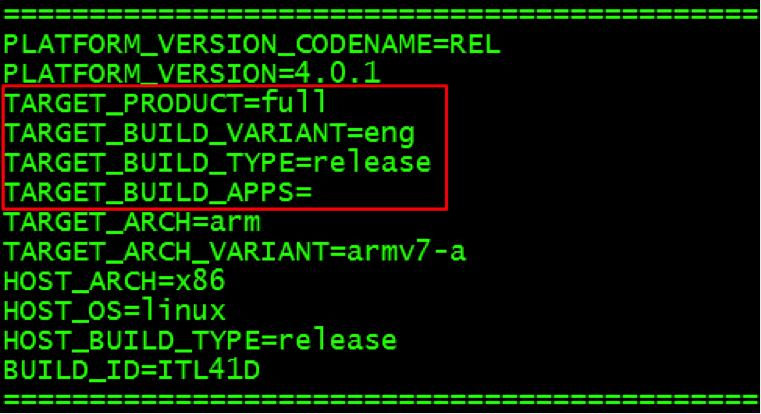 ============================================
PLATFORM_VERSION_CODENAME=REL
PLATFORM_VERSION=4.0.1
TARGET_PRODUCT=full
TARGET_BUILD_VARIANT=eng
TARGET_BUILD_TYPE=release
TARGET_BUILD_APPS=
TARGET_ARCH=arm
TARGET_ARCH_VARIANT=armv7-a
HOST_ARCH=x86
HOST_OS=linux
HOST_BUILD_TYPE=release
BUILD_ID=ITL41D
============================================